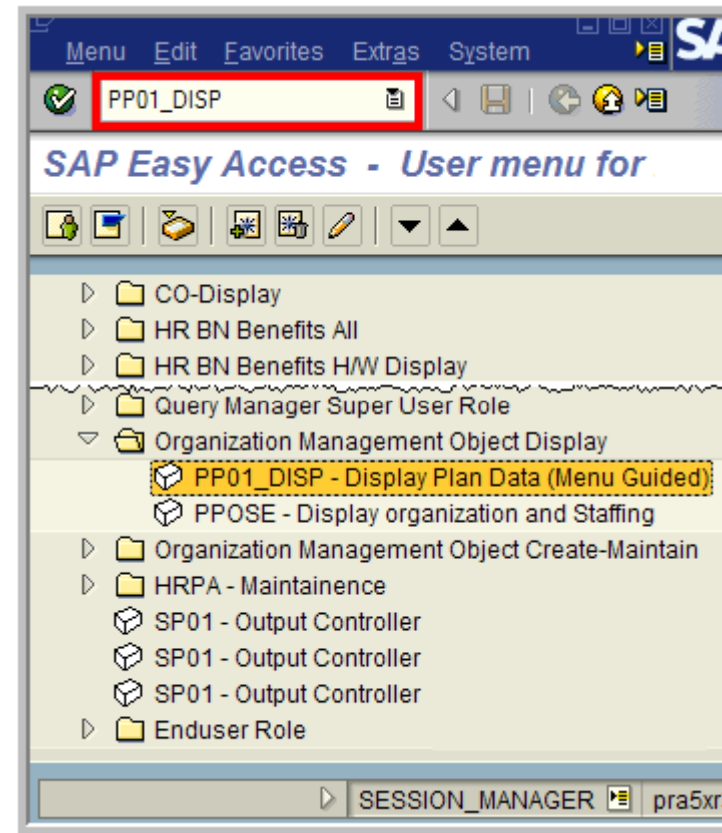 Menu Edit Favorites Extras System
PP01_DISP
SAP Easy Access - User menu for
CO-Display
HR BN Benefits All
HR BN Benefits H/W Display
Query Manager Super User Role
Organization Management Object Display
PP01_DISP - Display Plan Data (Menu Guided)
PPOSE - Display organization and Staffing
Organization Management Object Create-Maintain
HRPA - Maintainence
SP01 - Output Controller
SP01 - Output Controller
SP01 - Output Controller
Enduser Role
SESSION_MANAGER pra5xr